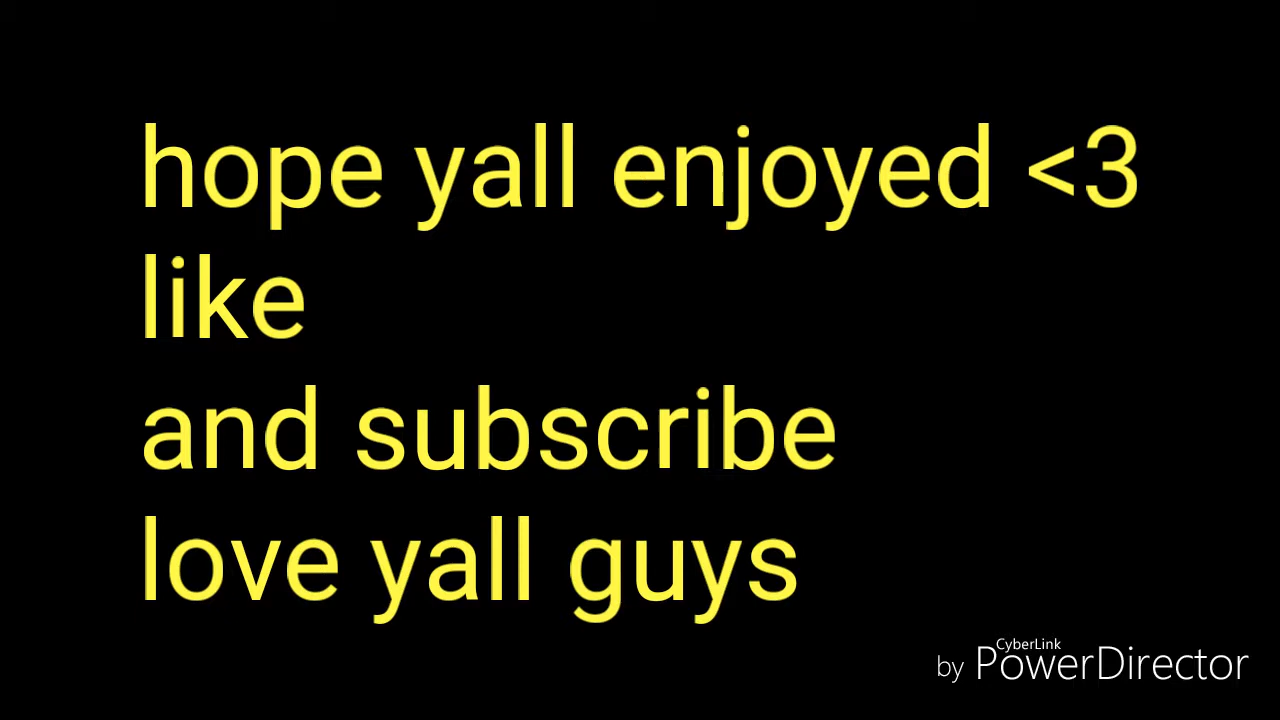 hope yall enjoyed <3
like
and subscribe
love yall guys
CyberLink
by PowerDirector